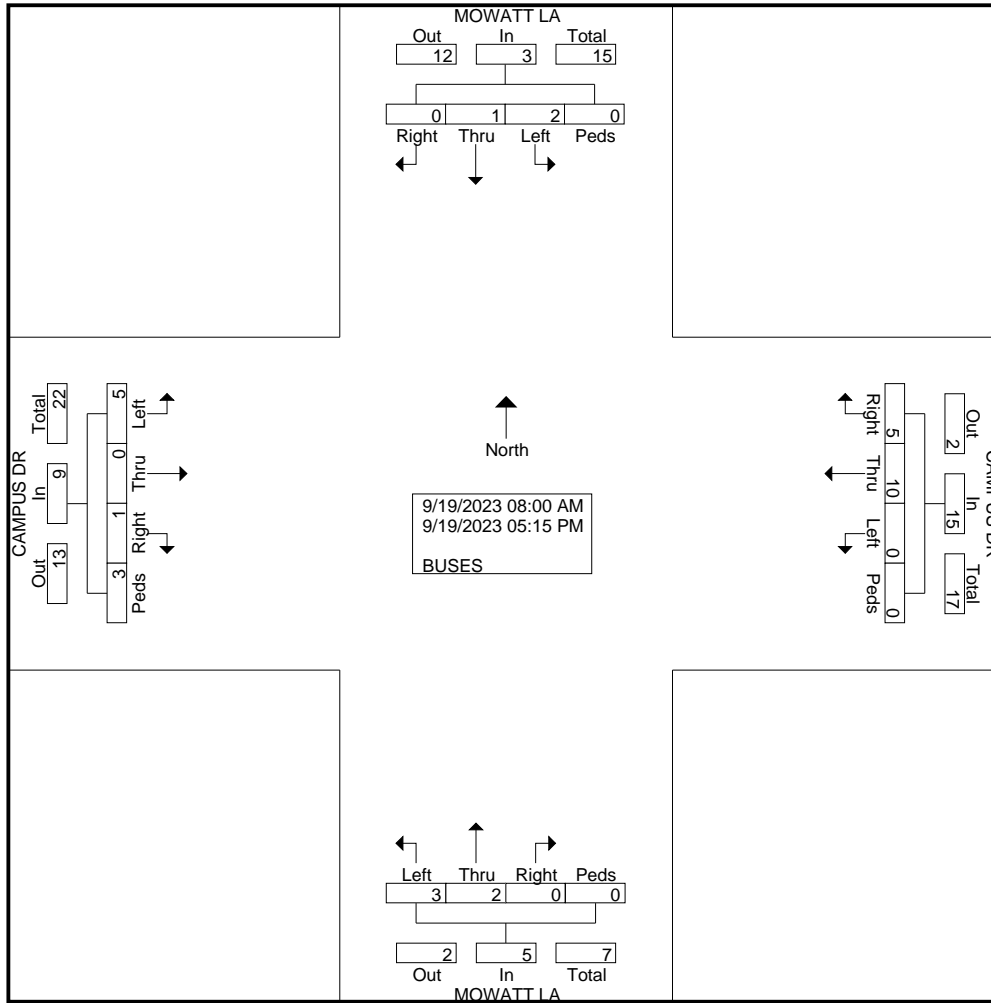 MOWATT LA
Out In Total
12 3 15
0 1 2 0
Right Thru Left Peds
CAMPUS DR
Total In Out
22 9 13
5 0 1 3
Left Thru Right Peds
North
9/19/2023 08:00 AM
9/19/2023 05:15 PM
BUSES
Right Thru Left Peds
5 10 0 0
Out In Total
2 15 17
CAMPUS DR
Left Thru Right Peds
3 2 0 0
2 5 7
Out In Total
MOWATT LA